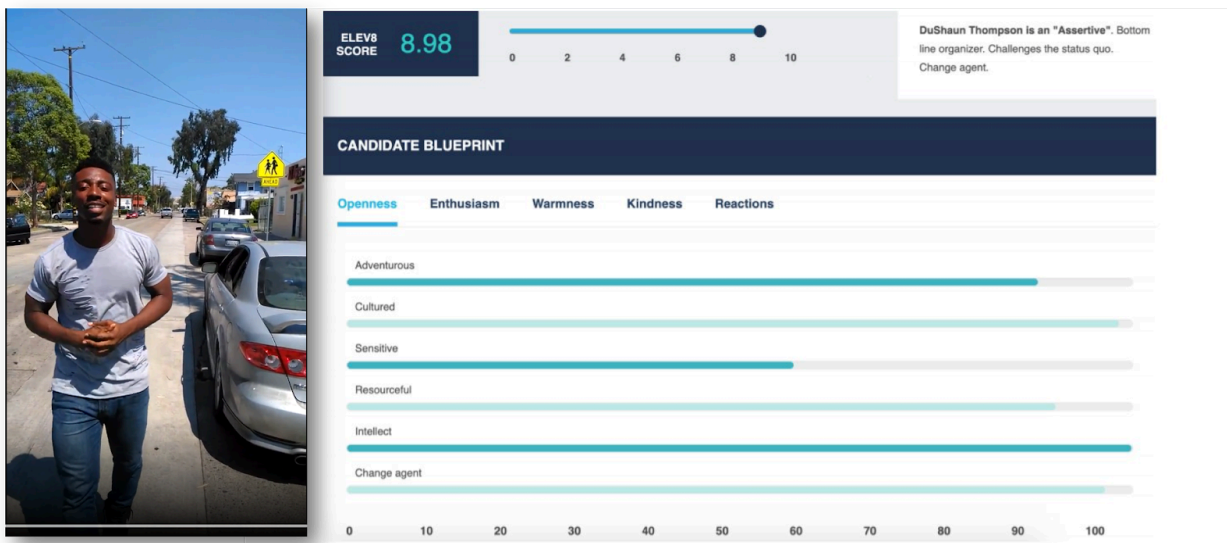 AHEAD
ELEV8
SCORE
8.98
0 2 4 6 8 10
DuShaun Thompson is an "Assertive". Bottom
line organizer. Challenges the status quo.
Change agent.
CANDIDATE BLUEPRINT
Openness Enthusiasm Warmness Kindness Reactions
Adventurous
Cultured
Sensitive
Resourceful
Intellect
Change agent
0 10 20 30 40 50 60 70 80 90 100